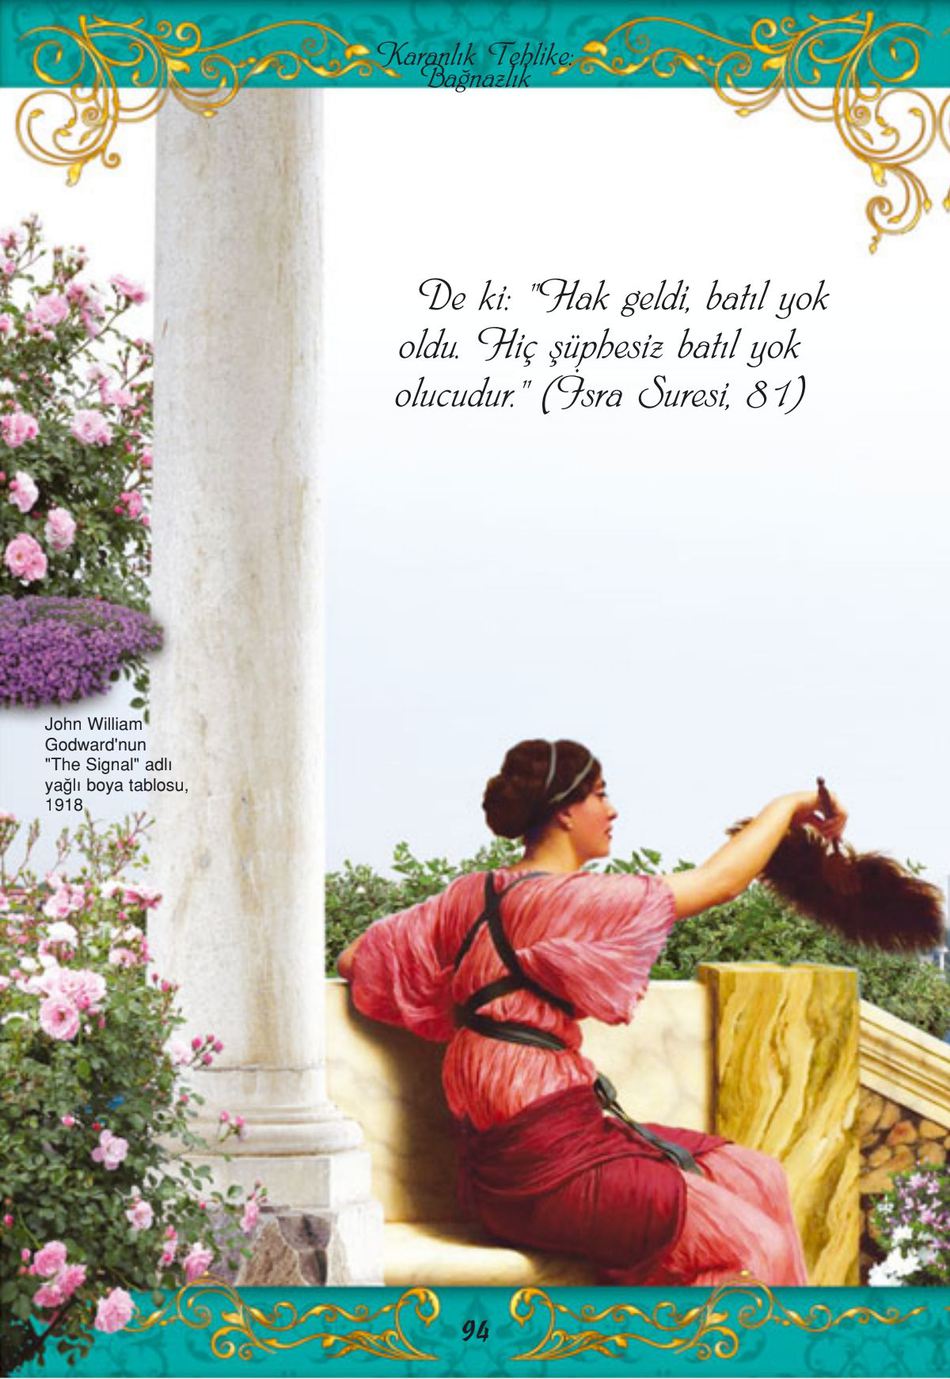 Karanlık Tehlike:
Bağnazlık
De ki: "Hak geldi, batıl yok
oldu. Hiç şüphesiz batıl yok
olucudur." (İsra Suresi, 81)
John William
Godward'nun
"The Signal" adlı
yağlı boya tablosu,
1918
94